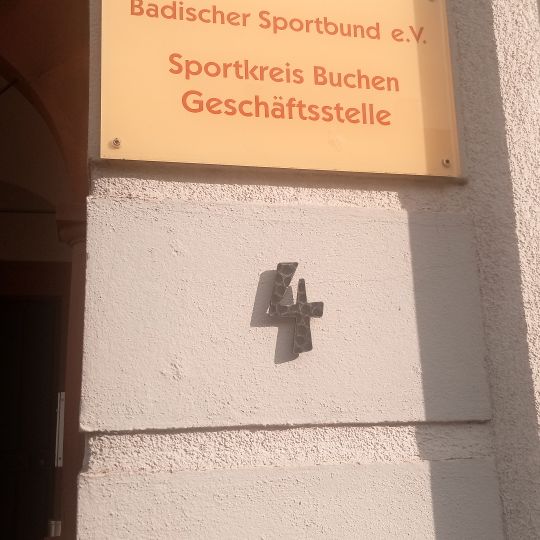 Badischer Sportbund e.V.
Sportkreis Buchen
Geschäftsstelle
4